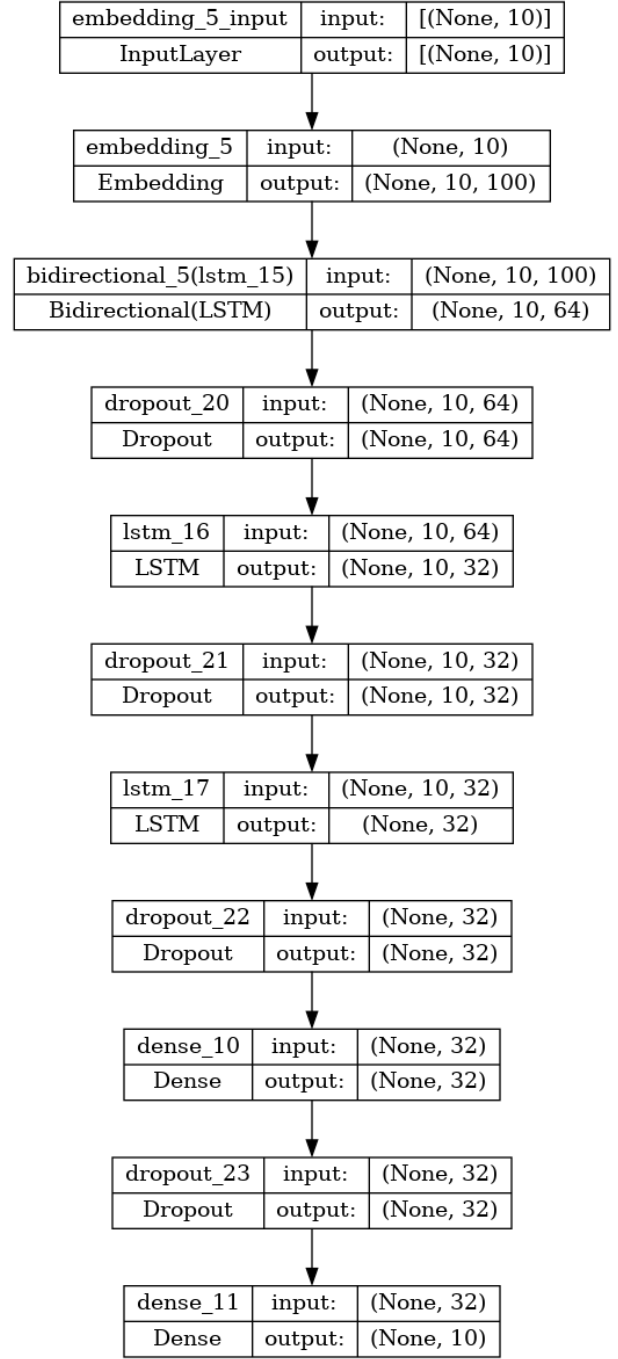 embedding_5_input input: [(None, 10)]
InputLayer output: [(None, 10)]
embedding_5 input: (None, 10)
Embedding output: (None, 10, 100)
bidirectional_5(lstm_15) input: (None, 10, 100)
Bidirectional(LSTM) output: (None, 10, 64)
dropout_20 input: (None, 10, 64)
Dropout output: (None, 10, 64)
lstm_16 input: (None, 10, 64)
LSTM output: (None, 10, 32)
dropout_21 input: (None, 10, 32)
Dropout output: (None, 10, 32)
lstm_17 input: (None, 10, 32)
LSTM output: (None, 32)
dropout_22 input: (None, 32)
Dropout output: (None, 32)
dense_10 input: (None, 32)
Dense output: (None, 32)
dropout_23 input: (None, 32)
Dropout output: (None, 32)
dense_11 input: (None, 32)
Dense output: (None, 10)